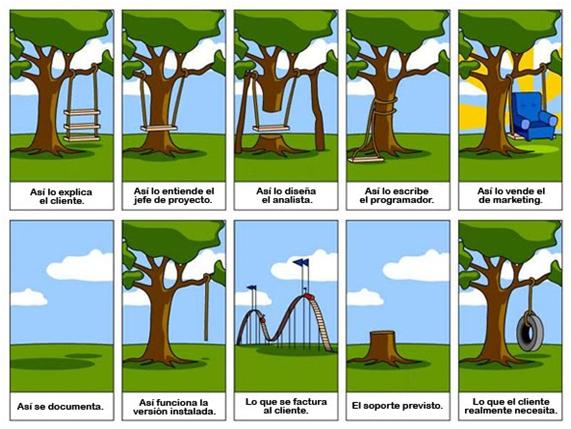 Así lo explica
el cliente.
Así lo entiende el
jefe de proyecto.
Así lo diseña
el analista.
Así lo escribe
el programador.
Así lo vende el
de marketing.
Así se documenta.
Así funciona la
versión instalada.
Lo que se factura
al cliente.
El soporte previsto.
Lo que el cliente
realmente necesita.